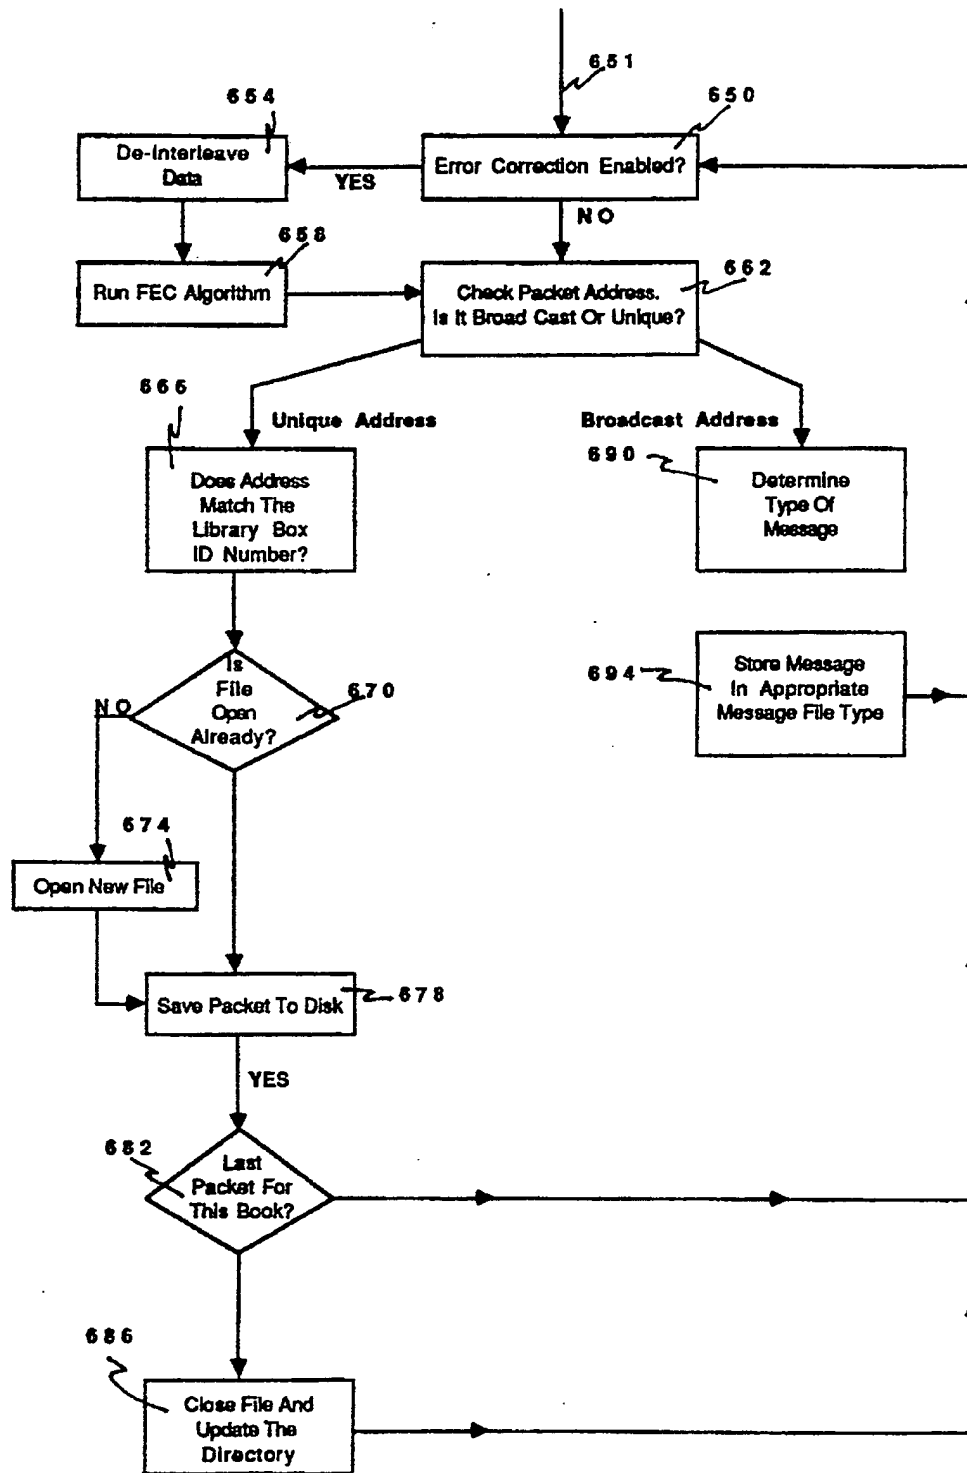 651
654
650
De-Interleave
Data
YES
Error Correction Enabled?
NO
658
662
Run FEC Algorithm
Check Packet Address.
Is It Broad Cast Or Unique?
666
Unique Address
Broadcast Address
690
Does Address
Match The
Library Box
ID Number?
Determine
Type Of
Message
Is
File
Open
Already?
670
NO
694
Store Message
In Appropriate
Message File Type
674
Open New File
Save Packet To Disk
678
YES
682
Last
Packet For
This Book?
686
Close File And
Update The
Directory